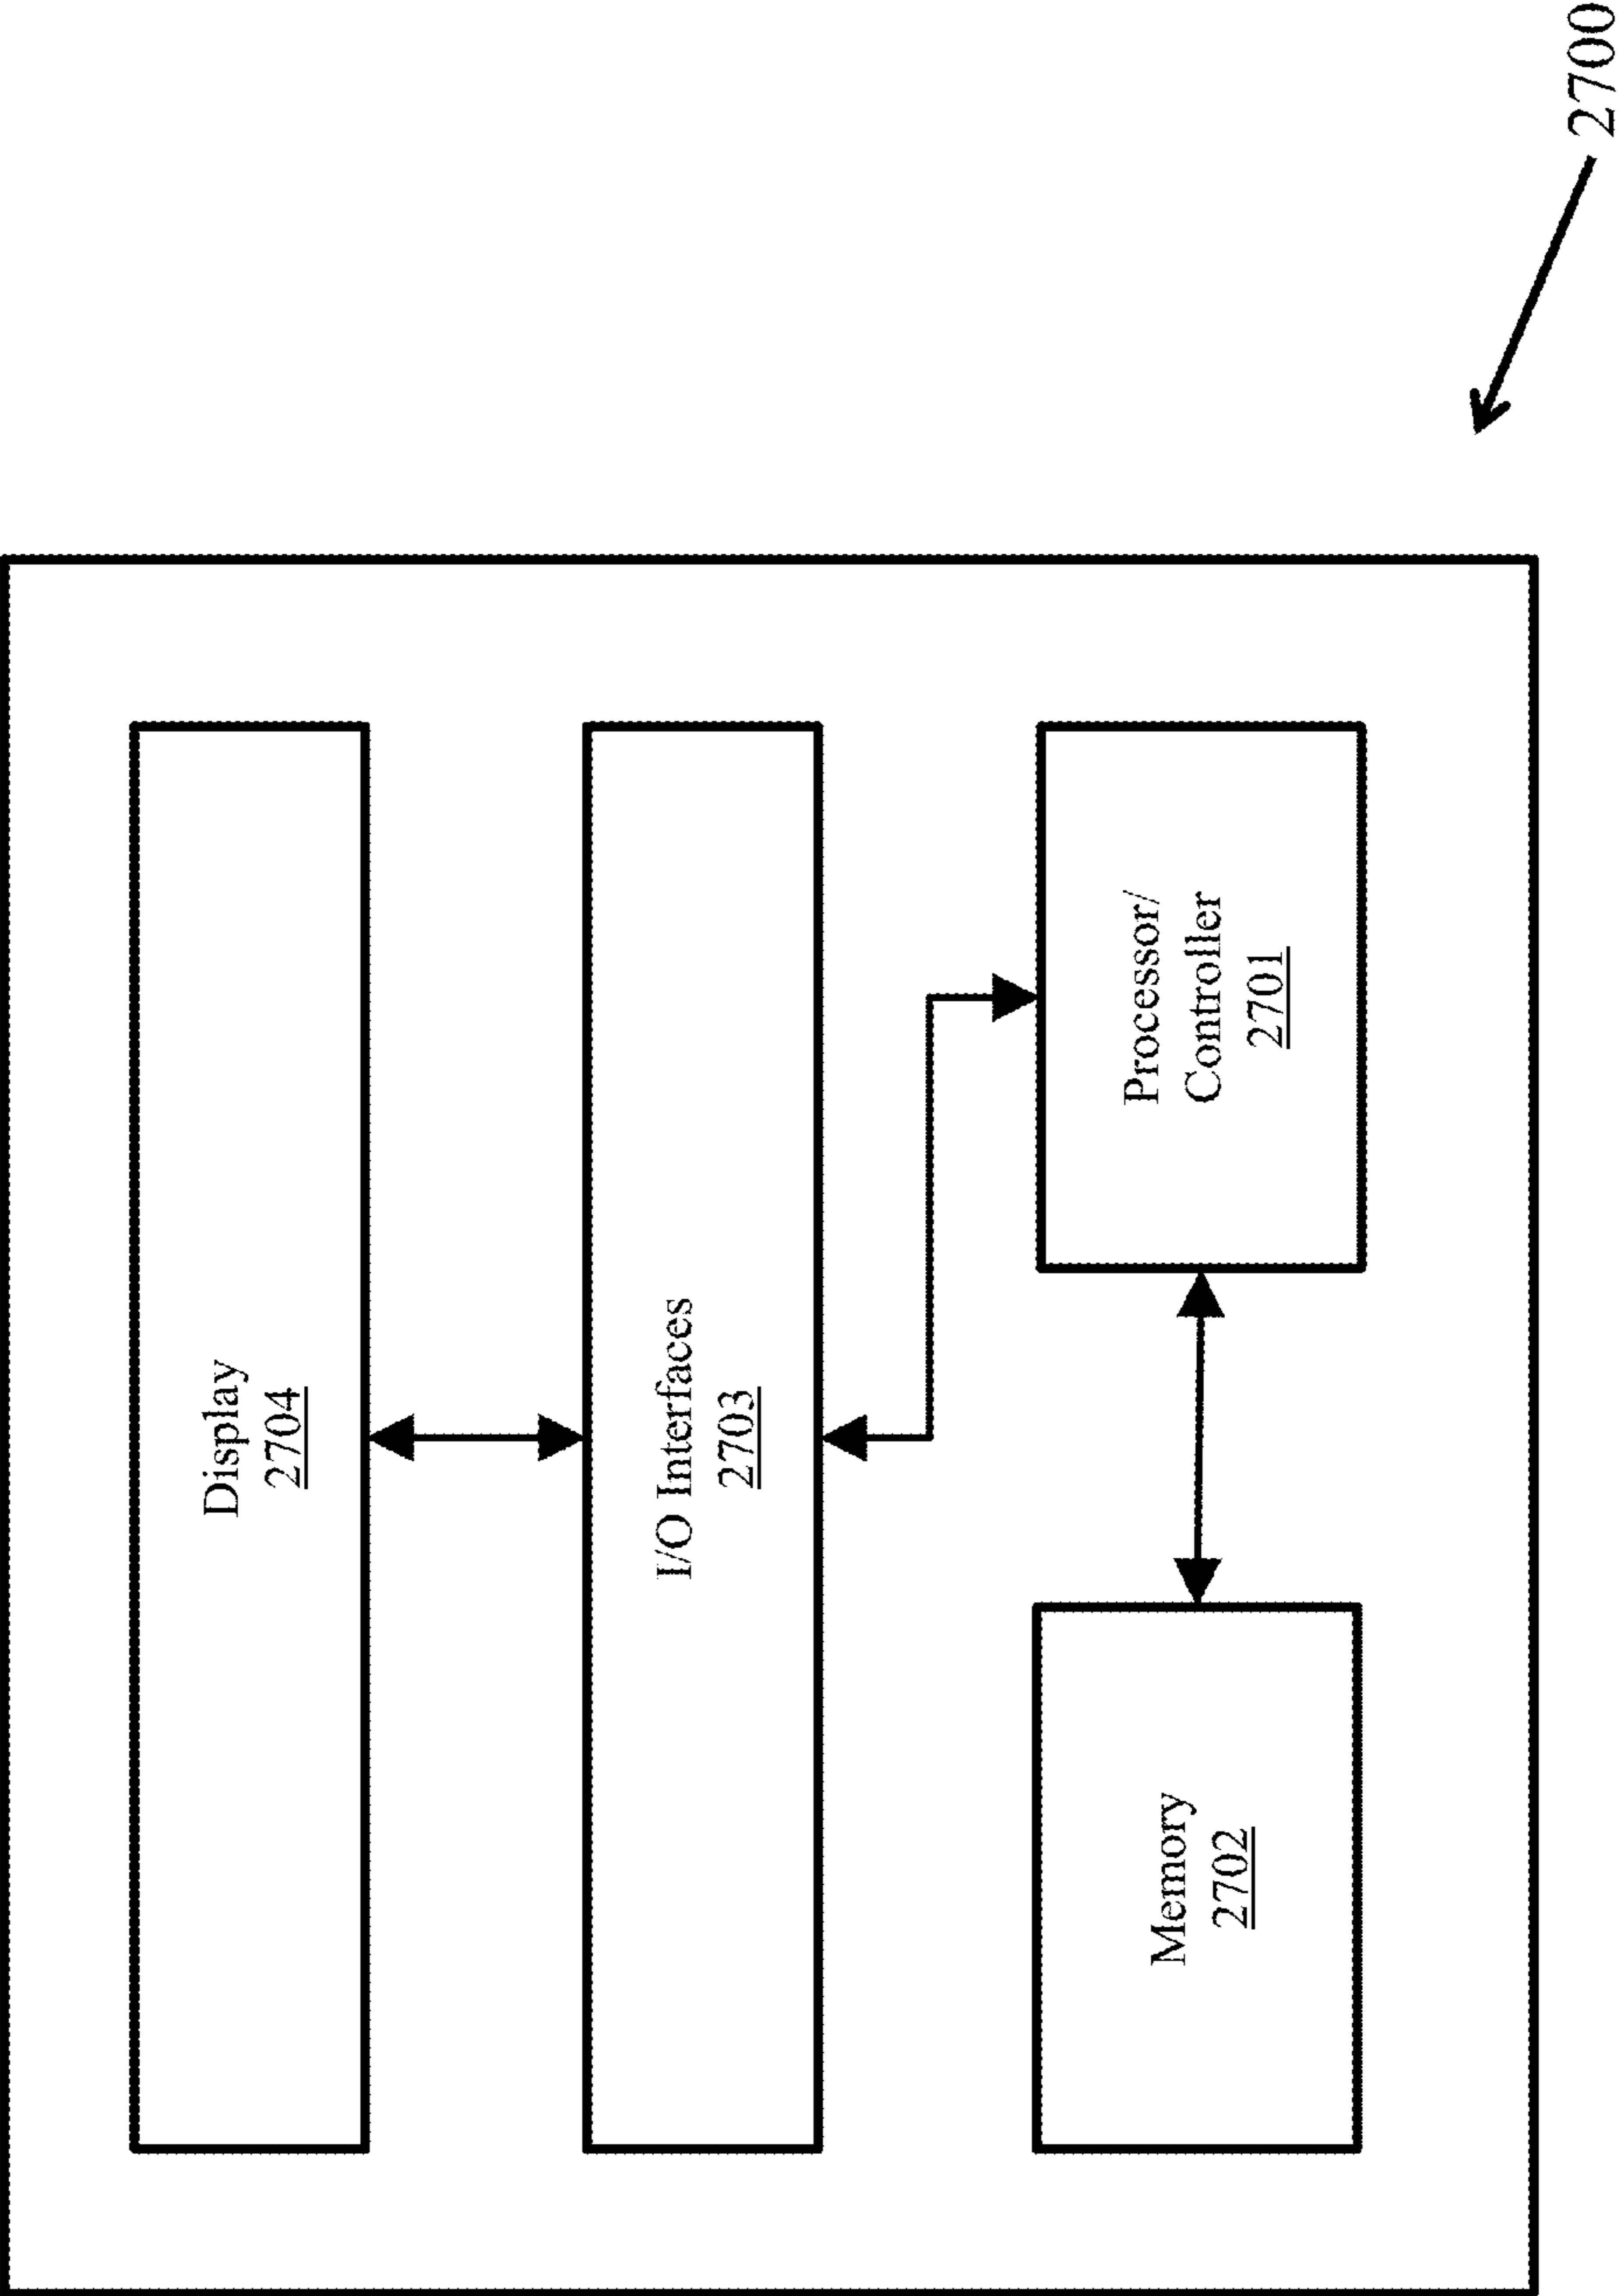 Display
2704
I/O Interfaces
2703
Memory
2702
Processor/
Controller
2701
2700